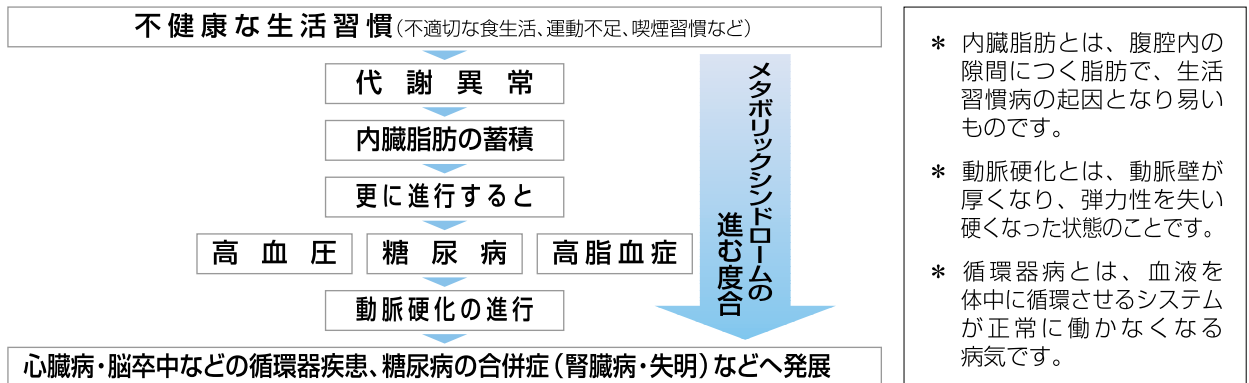 不健康な生活習慣(不適切な食生活、運動不足、喫煙習慣など)
代謝異常
内臓脂肪の蓄積
更に進行すると
高血圧 糖尿病 高脂血症
動脈硬化の進行
心臓病・脳卒中などの循環器疾患、糖尿病の合併症(腎臓病・失明)などへ発展
メタボリックシンドロームの
進む度合
* 内臓脂肪とは、腹腔内の
隙間につく脂肪で、生活
習慣病の起因となり易い
ものです。
* 動脈硬化とは、動脈壁が
厚くなり、弾力性を失い
硬くなった状態のことです。
* 循環器病とは、血液を
体中に循環させるシステム
が正常に働かなくなる
病気です。